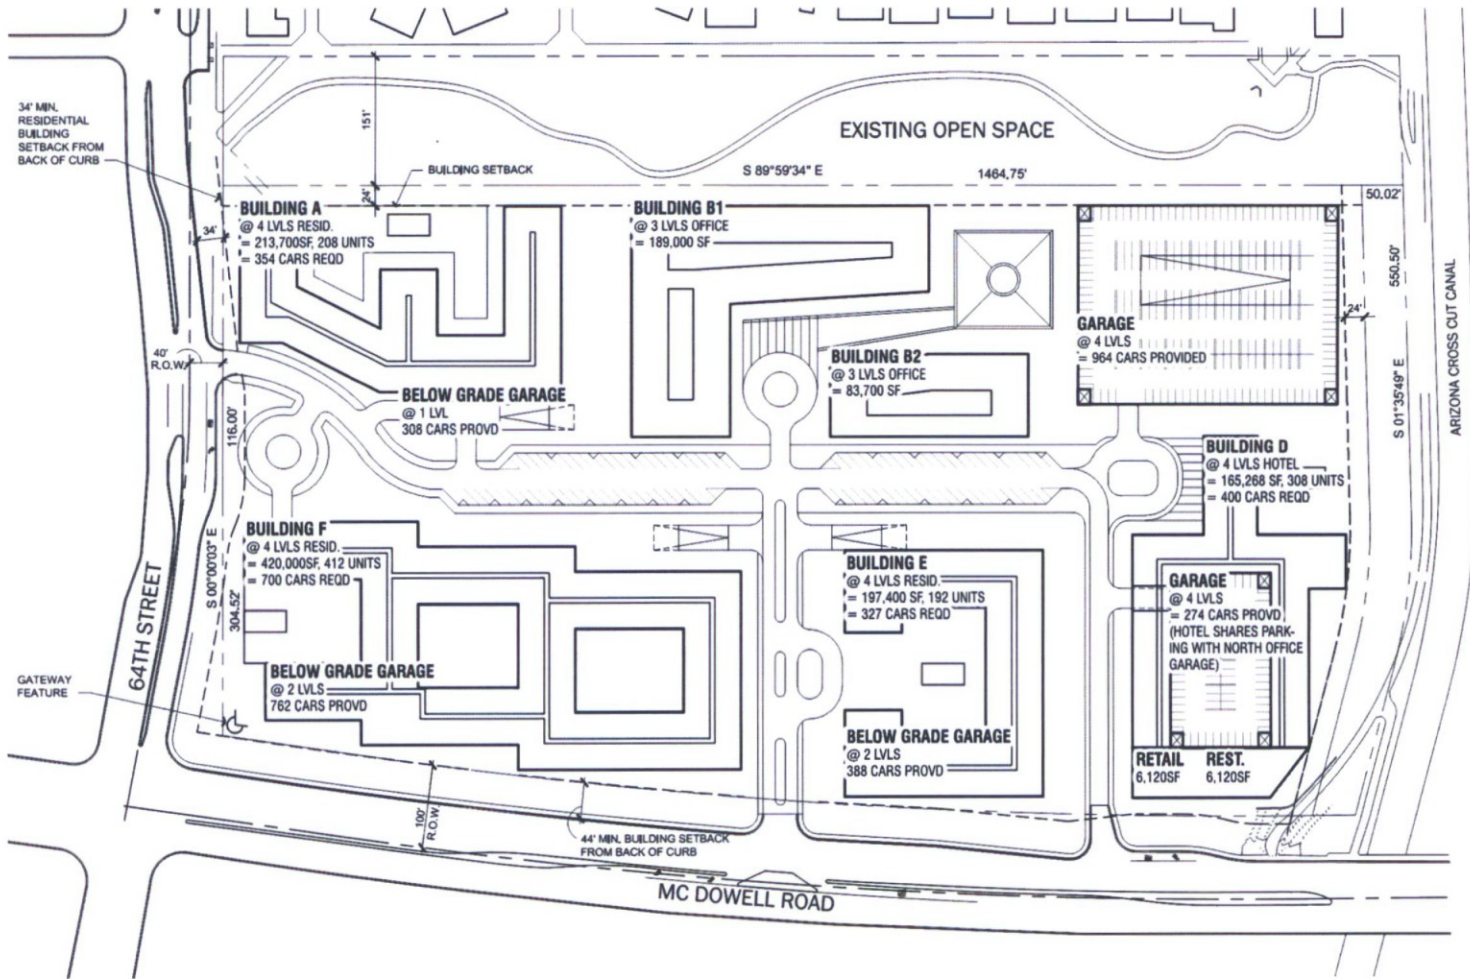 34' MIN.
RESIDENTIAL
BUILDING
SETBACK FROM
BACK OF CURB
151'
EXISTING OPEN SPACE
BUILDING SETBACK
S 89°59'34" E
1464.75'
24'
50.02'
BUILDING A
@ 4 LVLS RESID.
= 213,700SF, 208 UNITS
= 354 CARS REQD
34'
BUILDING B1
@ 3 LVLS OFFICE
= 189,000 SF
550.50'
S 01°35'49" E
24'
ARIZONA CROSS CUT CANAL
GARAGE
@ 4 LVLS
= 964 CARS PROVIDED
40'
R.O.W.
BUILDING B2
@ 3 LVLS OFFICE
= 83,700 SF
BELOW GRADE GARAGE
@ 1 LVL
308 CARS PROVD
116.00'
BUILDING D
@ 4 LVLS HOTEL
= 165,268 SF, 308 UNITS
= 400 CARS REQD
BUILDING F
@ 4 LVLS RESID.
= 420,000SF, 412 UNITS
= 700 CARS REQD
S 00°00'03" E
304.52'
BUILDING E
@ 4 LVLS RESID.
= 197,400 SF, 192 UNITS
= 327 CARS REQD
GARAGE
@ 4 LVLS
= 274 CARS PROVD
(HOTEL SHARES PARK-
ING WITH NORTH OFFICE
GARAGE)
64TH STREET
GATEWAY
FEATURE
BELOW GRADE GARAGE
@ 2 LVLS
762 CARS PROVD
BELOW GRADE GARAGE
@ 2 LVLS
388 CARS PROVD
RETAIL
6,120SF
REST.
6,120SF
100'
R.O.W.
44' MIN. BUILDING SETBACK
FROM BACK OF CURB
MC DOWELL ROAD